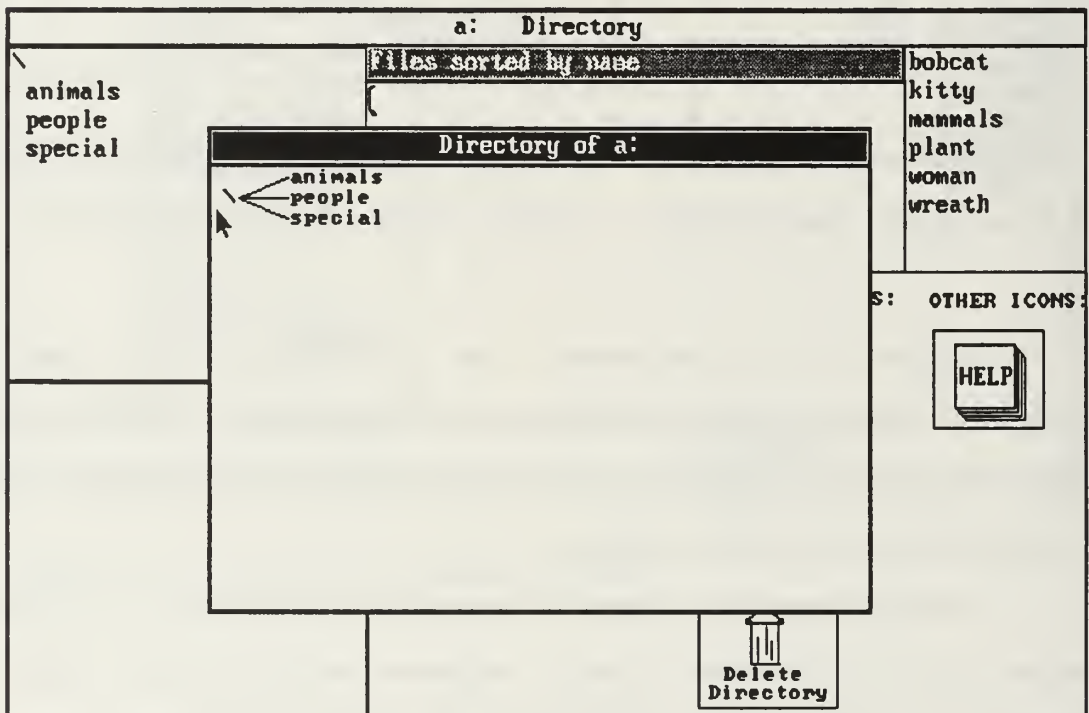 a: Directory
\
animals
people
special
Files sorted by name
(
bobcat
kitty
mammals
plant
woman
wreath
Directory of a:
\
animals
people
special
S:
OTHER ICONS:
HELP
Delete
Directory